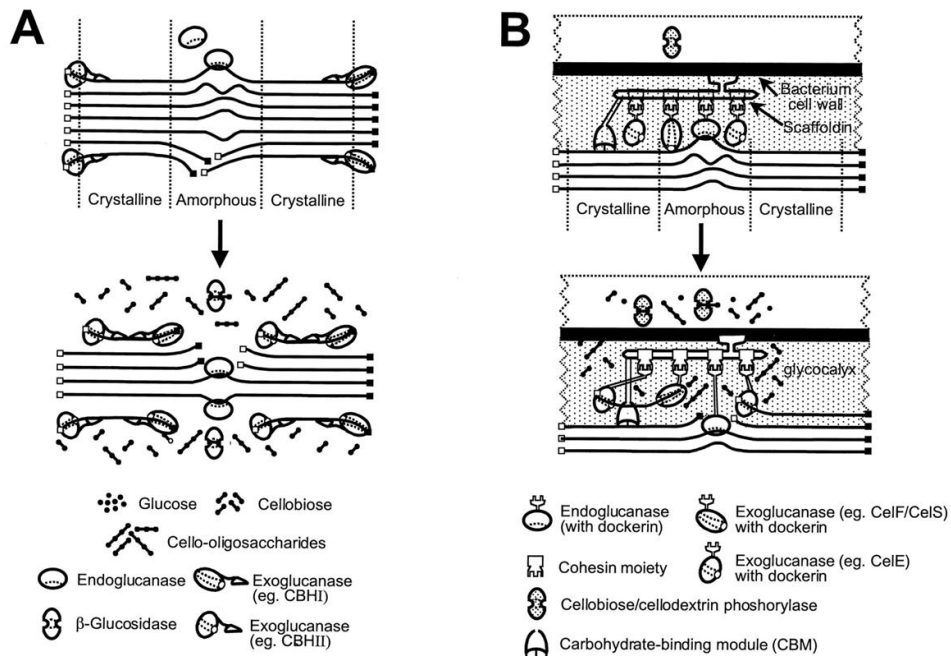 A
Crystalline Amorphous Crystalline
Glucose Cellobiose
Cello-oligosaccharides
Endoglucanase Exoglucanase
(eg. CBHI)
β-Glucosidase Exoglucanase
(eg. CBHII)
B
Bacterium
cell wall
Scaffoldin
Crystalline Amorphous Crystalline
glycocalyx
Endoglucanase
(with dockerin)
Exoglucanase (eg. CelF/CelS)
with dockerin
Cohesin moiety
Exoglucanase (eg. CelE)
with dockerin
Cellobiose/cellodextrin phoshorylase
Carbohydrate-binding module (CBM)